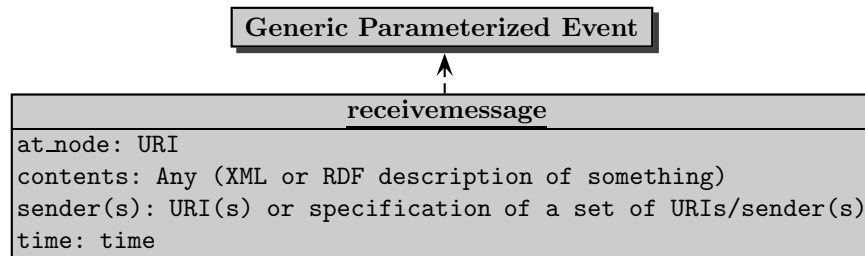 Generic Parameterized Event
receivemessage
at_node: URI
contents: Any (XML or RDF description of something)
sender(s): URI(s) or specification of a set of URIs/sender(s)
time: time